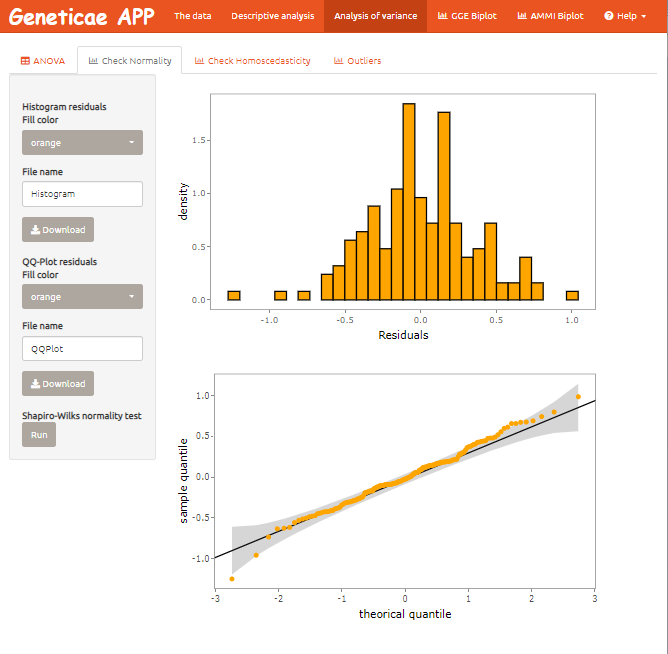 Geneticae APP The data Descriptive analysis Analysis of variance GGE Biplot AMMI Biplot Help
ANOVA Check Normality Check Homoscedasticity Outliers
Histogram residuals
Fill color
orange
File name
Histogram
Download
QQ-Plot residuals
Fill color
orange
File name
QQPlot
Download
Shapiro-Wilks normality test
Run
density
1.5
1.0
0.5
0.0
-1.0 -0.5 0.0 0.5 1.0
Residuals
sample quantile
1.0
0.5
0.0
-0.5
-1.0
-3 -2 -1 0 1 2 3
theorical quantile